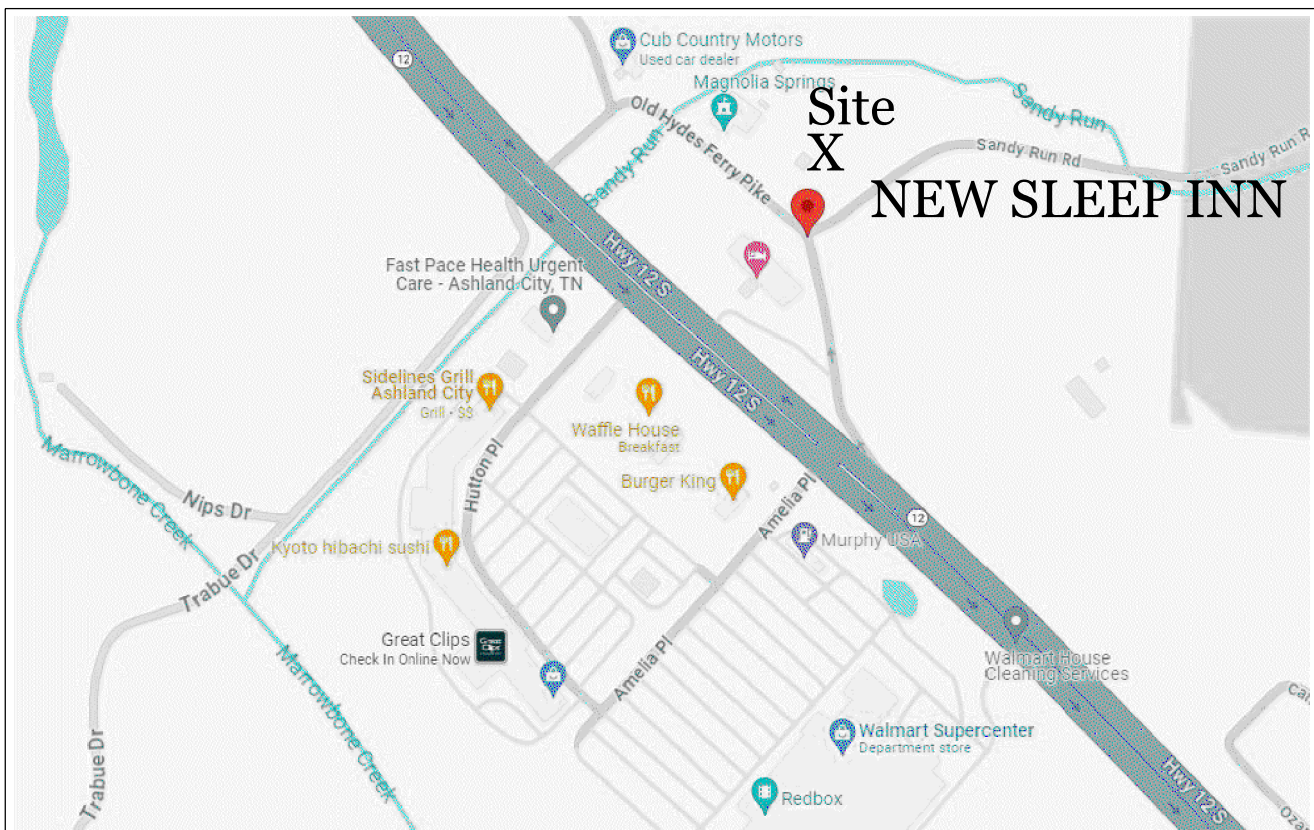 12
Cub Country Motors
Used car dealer
Magnolia Springs
Site
X
NEW SLEEP INN
Old Hydes Ferry Pike
Sandy Run
Sandy Run Rd
Sandy Run R
Sandy Run
Hwy 12 S
Fast Pace Health Urgent
Care - Ashland City, TN
Hwy 12 S
Sidelines Grill
Ashland City
Grill • $$
Waffle House
Breakfast
Burger King
Hutton Pl
Amelia Pl
Marrowbone Creek
Nips Dr
12
Murphy USA
Kyoto hibachi sushi
Trabue Dr
Great Clips
Check In Online Now
Amelia Pl
Marrowbone Creek
Walmart House
Cleaning Services
Walmart Supercenter
Department store
Trabue Dr
Redbox
Hwy 12 S